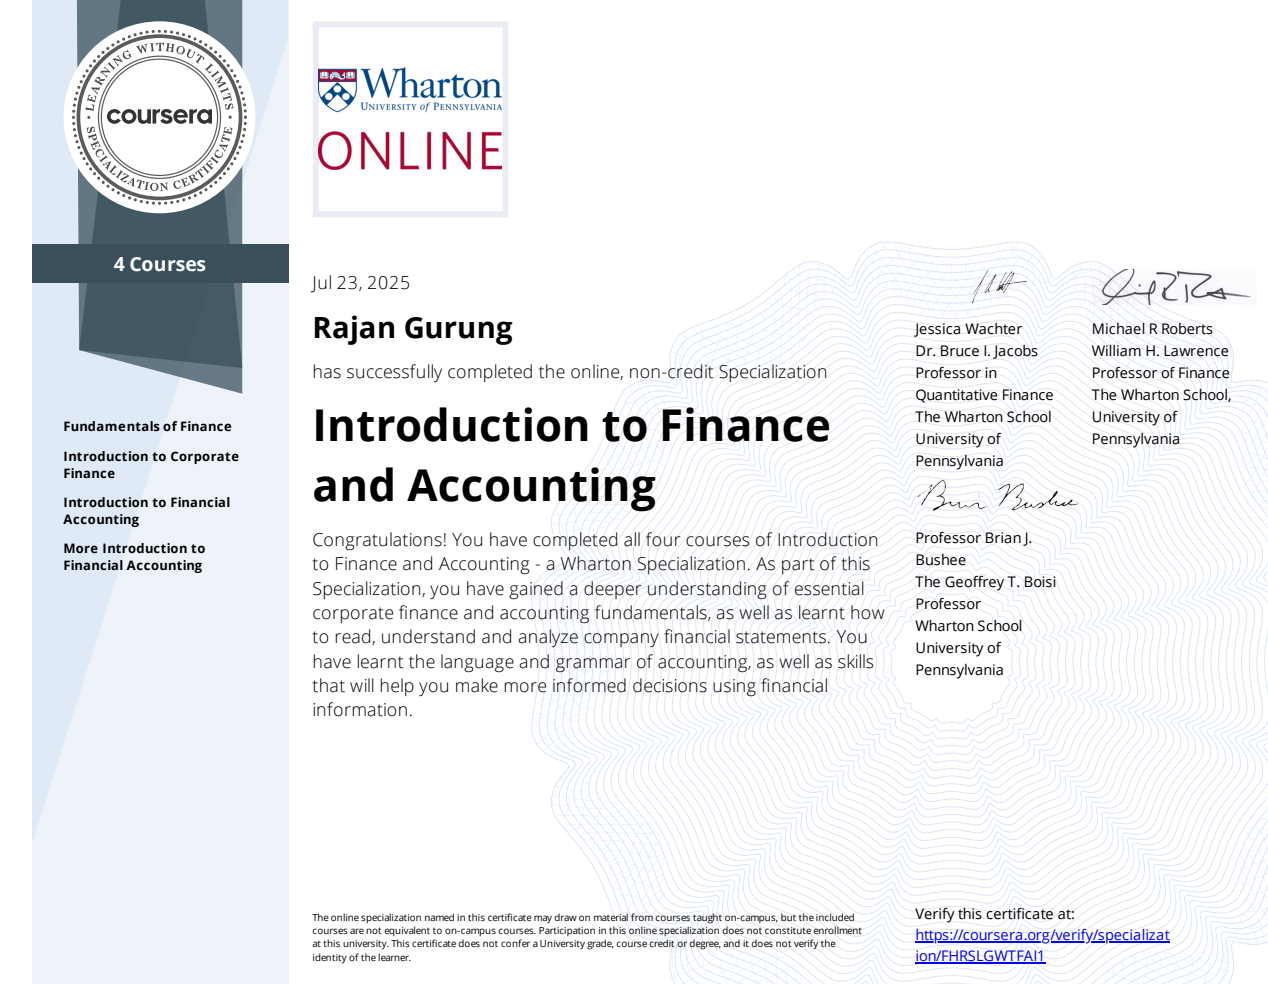 LEARNING WITHOUT LIMITS
coursera
SPECIALIZATION CERTIFICATE
4 Courses
Fundamentals of Finance
Introduction to Corporate
Finance
Introduction to Financial
Accounting
More Introduction to
Financial Accounting
Wharton
UNIVERSITY of PENNSYLVANIA
ONLINE
Jul 23, 2025
Rajan Gurung
has successfully completed the online, non-credit Specialization
Introduction to Finance
and Accounting
Congratulations! You have completed all four courses of Introduction
to Finance and Accounting - a Wharton Specialization. As part of this
Specialization, you have gained a deeper understanding of essential
corporate finance and accounting fundamentals, as well as learnt how
to read, understand and analyze company financial statements. You
have learnt the language and grammar of accounting, as well as skills
that will help you make more informed decisions using financial
information.
Jessica Wachter
Dr. Bruce I. Jacobs
Professor in
Quantitative Finance
The Wharton School
University of
Pennsylvania
Michael R Roberts
William H. Lawrence
Professor of Finance
The Wharton School,
University of
Pennsylvania
Brian Bushee
Professor Brian J.
Bushee
The Geoffrey T. Boisi
Professor
Wharton School
University of
Pennsylvania
The online specialization named in this certificate may draw on material from courses taught on-campus, but the included
courses are not equivalent to on-campus courses. Participation in this online specialization does not constitute enrollment
at this university. This certificate does not confer a University grade, course credit or degree, and it does not verify the
identity of the learner.
Verify this certificate at:
https://coursera.org/verify/specializat
ion/FHRSLGWTFAI1